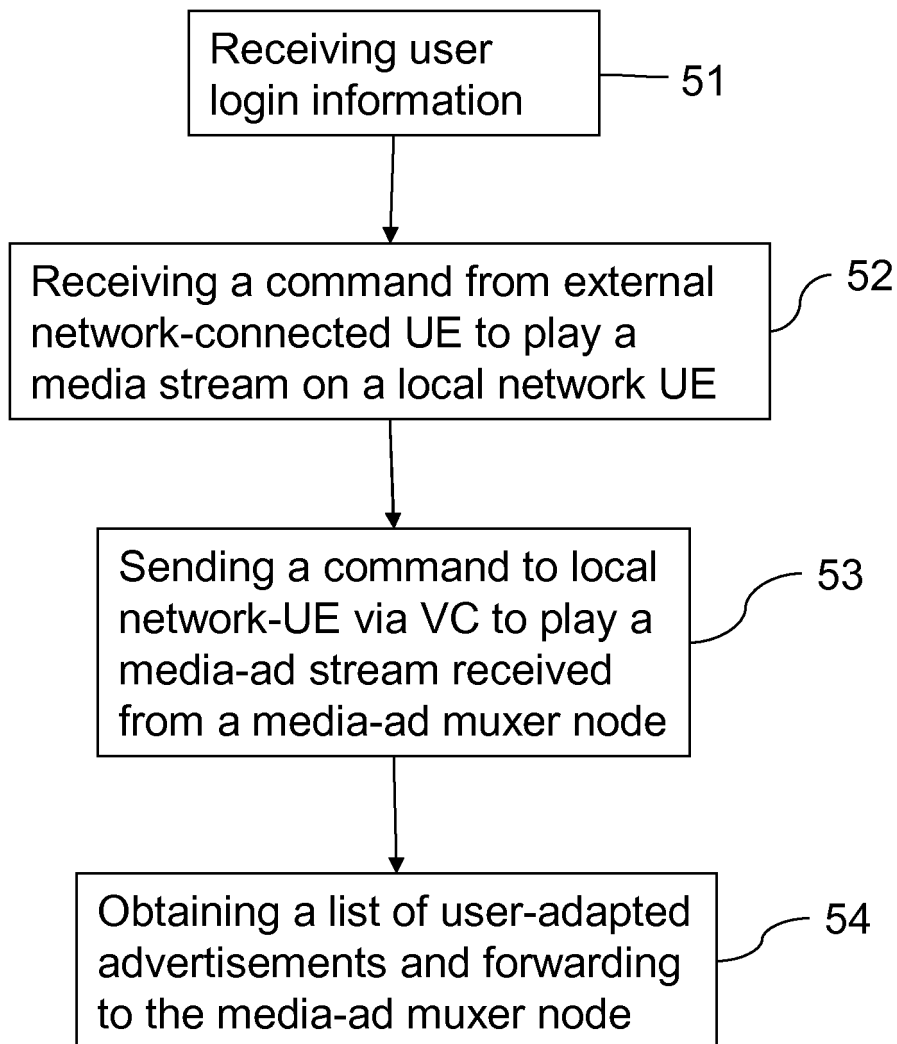 Receiving user
login information
51
Receiving a command from external
network-connected UE to play a
media stream on a local network UE
52
Sending a command to local
network-UE via VC to play a
media-ad stream received
from a media-ad muxer node
53
Obtaining a list of user-adapted
advertisements and forwarding
to the media-ad muxer node
54